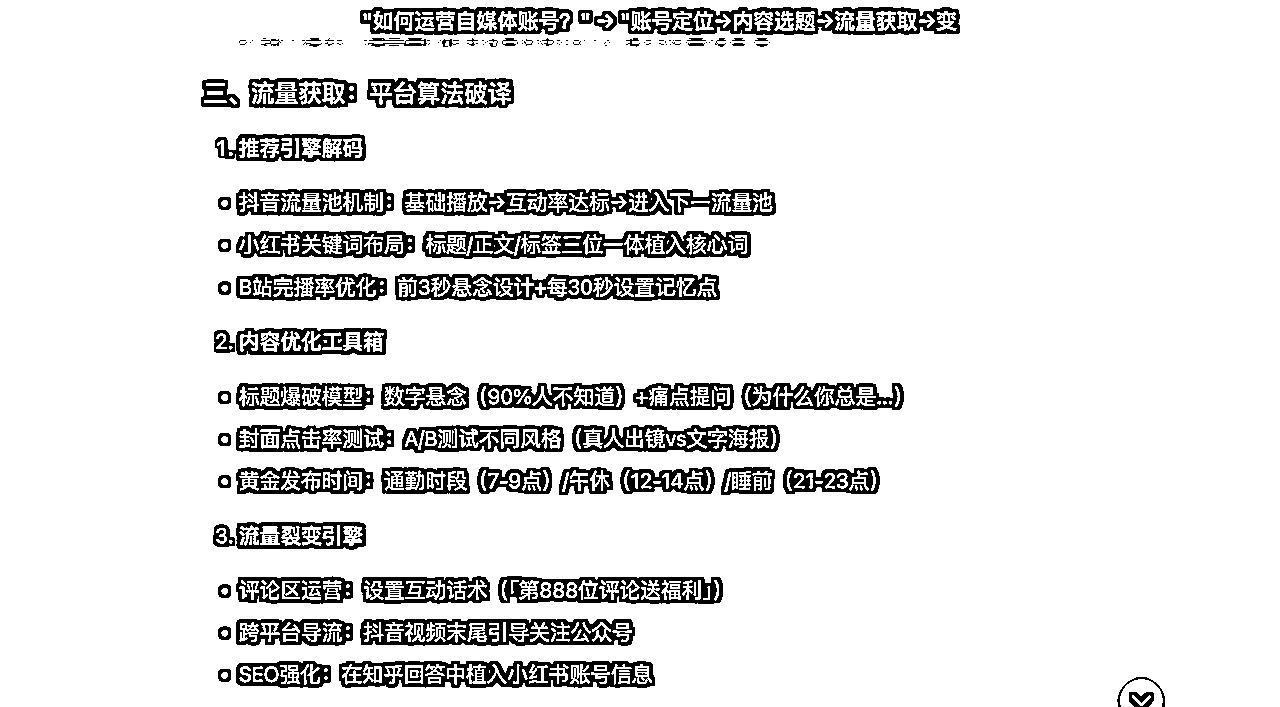 "如何运营自媒体账号？"→"账号定位→内容选题→流量获取→变
三、流量获取：平台算法破译
1. 推荐引擎解码
抖音流量池机制：基础播放→互动率达标→进入下一流量池
小红书关键词布局：标题/正文/标签三位一体植入核心词
B站完播率优化：前3秒悬念设计+每30秒设置记忆点
2. 内容优化工具箱
标题爆破模型：数字悬念（90%人不知道）+痛点提问（为什么你总是...）
封面点击率测试：A/B测试不同风格（真人出镜vs文字海报）
黄金发布时间：通勤时段（7-9点）/午休（12-14点）/睡前（21-23点）
3. 流量裂变引擎
评论区运营：设置互动话术（「第888位评论送福利」）
跨平台导流：抖音视频末尾引导关注公众号
SEO强化：在知乎回答中植入小红书账号信息